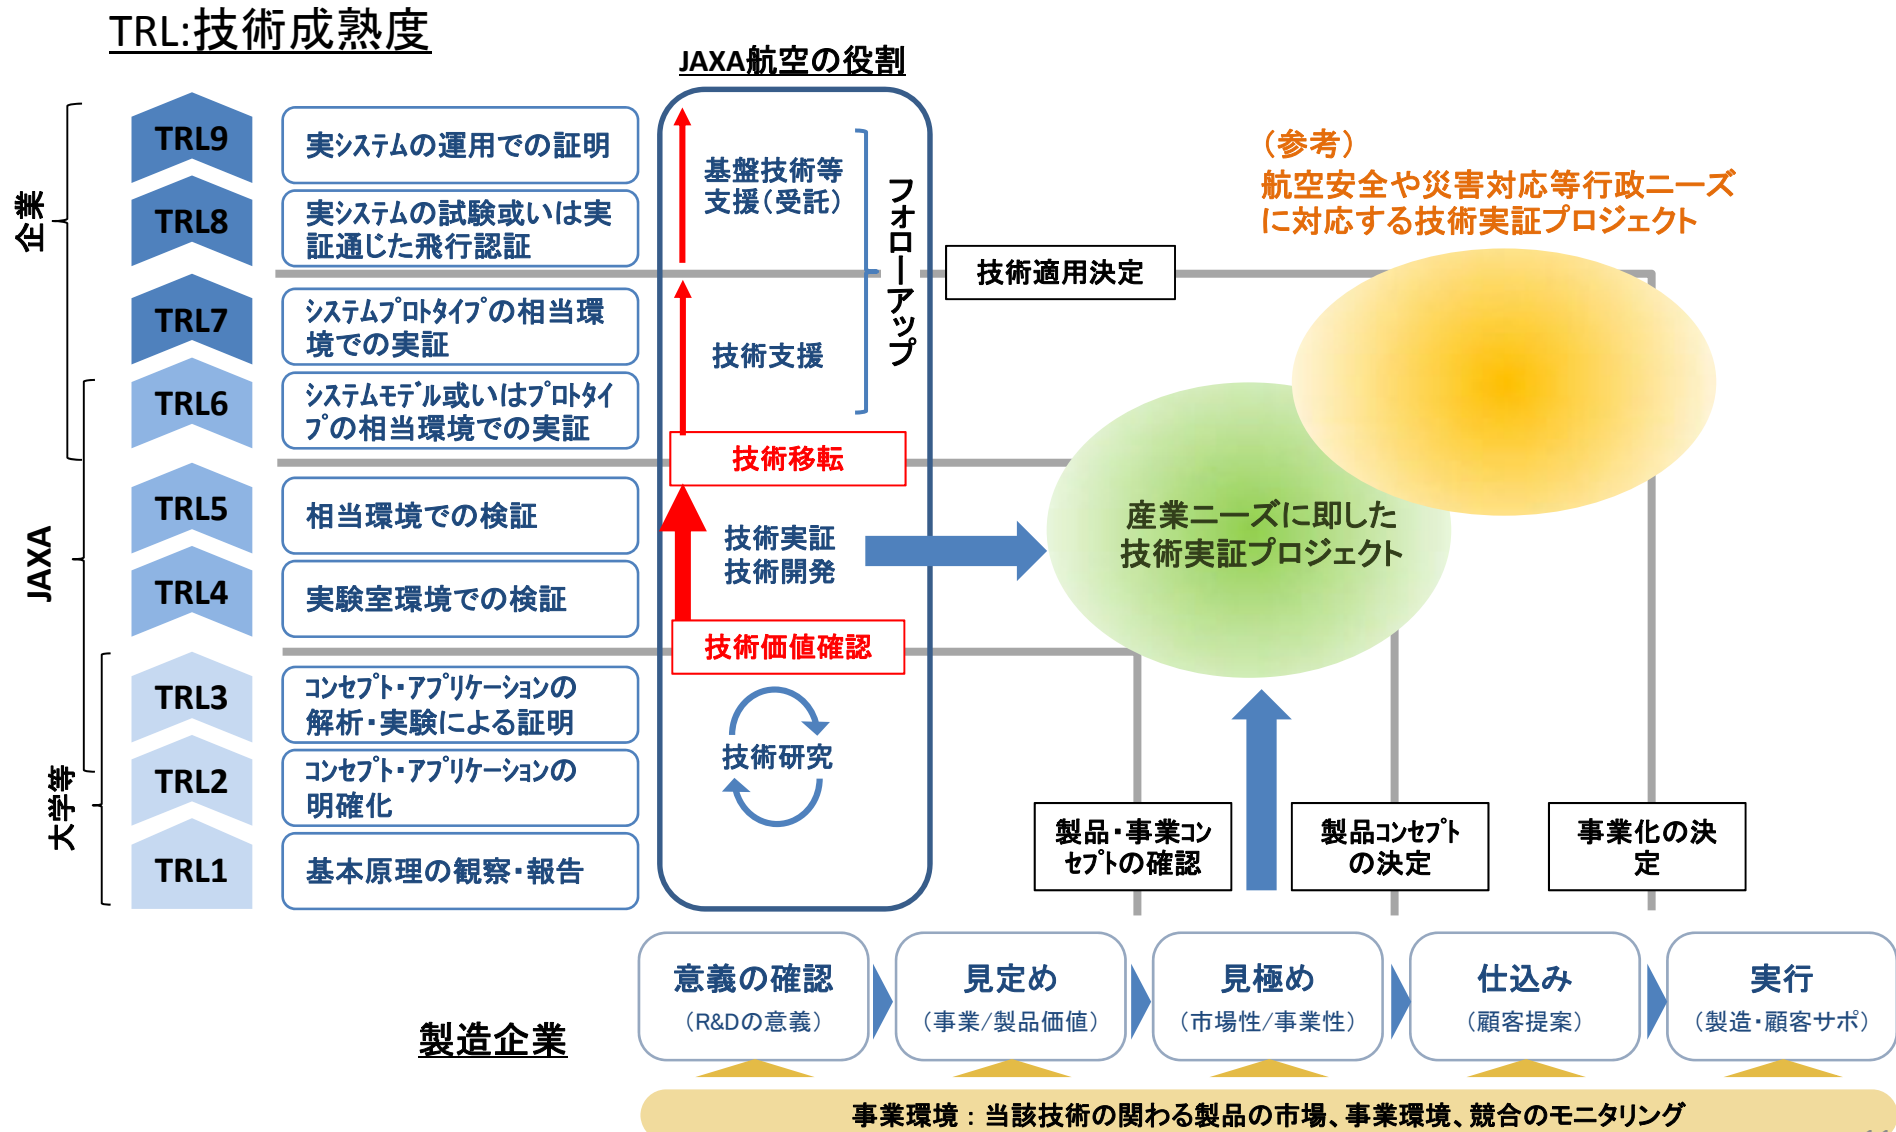 TRL:技術成熟度
JAXA航空の役割
企業
JAXA
大学等
TRL9
実システムの運用での証明
TRL8
実システムの試験或いは実
証通じた飛行認証
TRL7
システムプロトタイプの相当環
境での実証
TRL6
システムモデル或いはプロトタイ
プの相当環境での実証
TRL5
相当環境での検証
TRL4
実験室環境での検証
TRL3
コンセプト・アプリケーションの
解析・実験による証明
TRL2
コンセプト・アプリケーションの
明確化
TRL1
基本原理の観察・報告
基盤技術等
支援(受託)
フォローアップ
技術支援
技術移転
技術実証
技術開発
技術価値確認
技術研究
(参考)
航空安全や災害対応等行政ニーズ
に対応する技術実証プロジェクト
技術適用決定
産業ニーズに即した
技術実証プロジェクト
製品・事業コン
セプトの確認
製品コンセプト
の決定
事業化の決
定
製造企業
意義の確認
(R&Dの意義)
見定め
(事業/製品価値)
見極め
(市場性/事業性)
仕込み
(顧客提案)
実行
(製造・顧客サポ)
事業環境：当該技術の関わる製品の市場、事業環境、競合のモニタリング